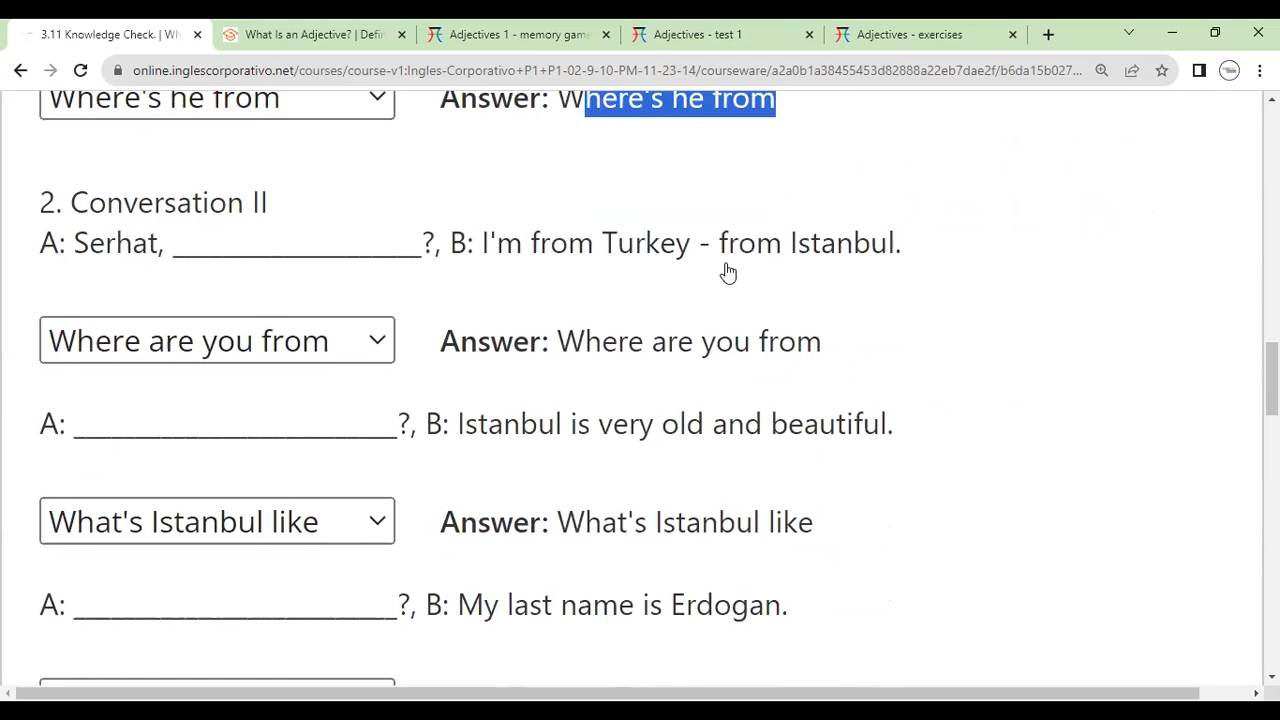 3.11 Knowledge Check. | Wh
What Is an Adjective? | Defin
Adjectives 1 - memory game
Adjectives - test 1
Adjectives - exercises
online.inglescorporativo.net/courses/course-v1:Ingles-Corporativo+P1+P1-02-9-10-PM-11-23-14/courseware/a2a0b1a38455453d82888a22eb7dae2f/b6da15b027...
Where's he from Answer: Where's he from
2. Conversation II
A: Serhat, ____________________?, B: I'm from Turkey - from Istanbul.
Where are you from Answer: Where are you from
A: __________________________?, B: Istanbul is very old and beautiful.
What's Istanbul like Answer: What's Istanbul like
A: __________________________?, B: My last name is Erdogan.